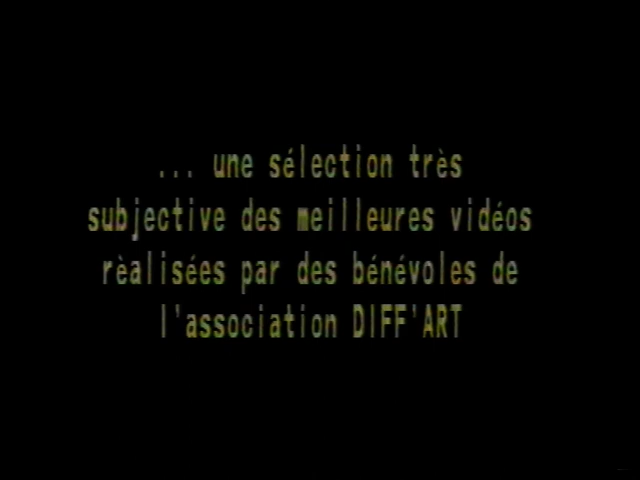 ... une sélection très
subjective des meilleures vidéos
rèalisées par des bénévoles de
l'association DIFF'ART